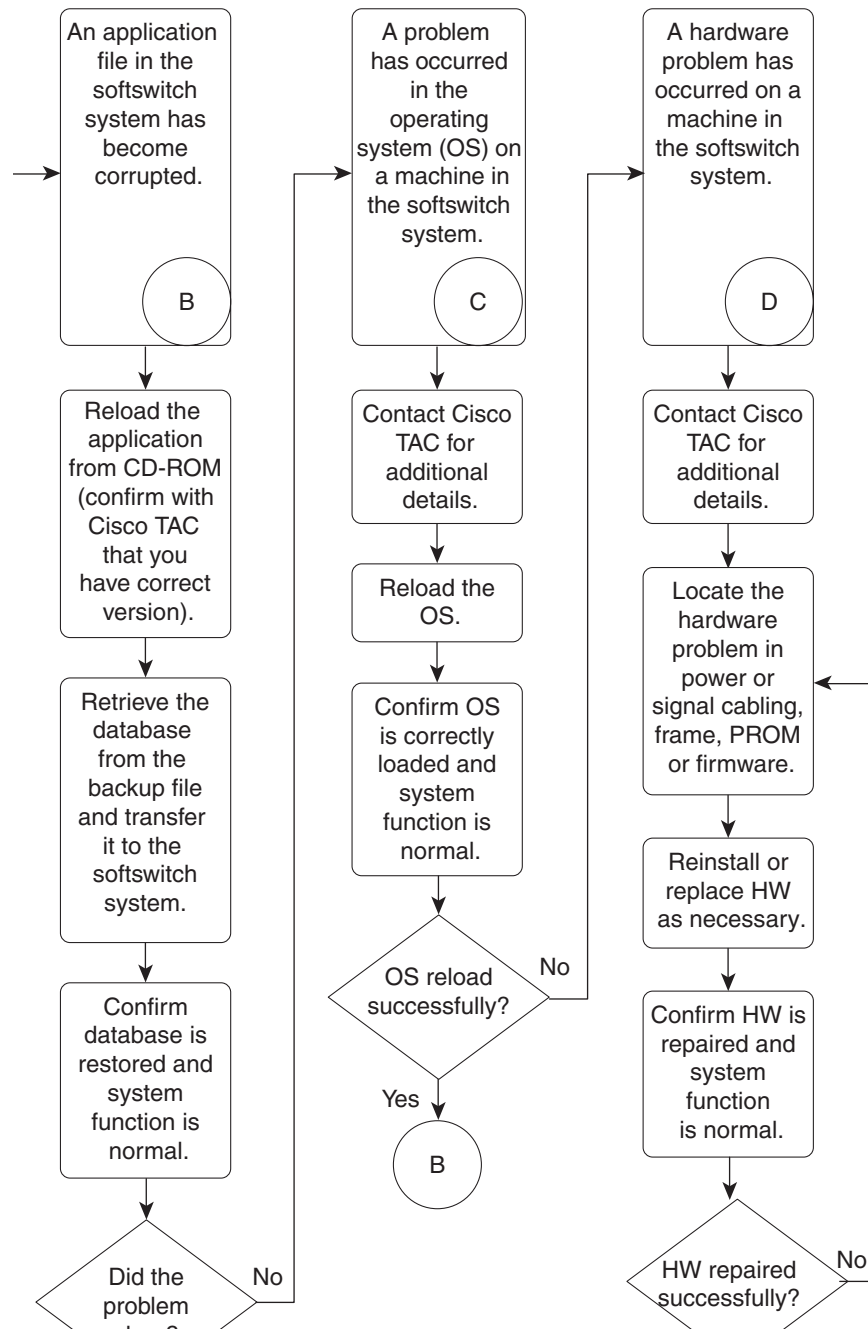 An application
file in the
softswitch
system has
become
corrupted.
B
Reload the
application
from CD-ROM
(confirm with
Cisco TAC
that you
have correct
version).
Retrieve the
database
from the
backup file
and transfer
it to the
softswitch
system.
Confirm
database is
restored and
system
function is
normal.
Did the
problem
No
A problem
has occurred
in the
operating
system (OS) on
a machine in
the softswitch
system.
C
Contact Cisco
TAC for
additional
details.
Reload the
OS.
Confirm OS
is correctly
loaded and
system
function is
normal.
OS reload
successfully?
No
Yes
B
A hardware
problem has
occurred on a
machine in
the softswitch
system.
D
Contact Cisco
TAC for
additional
details.
Locate the
hardware
problem in
power or
signal cabling,
frame, PROM
or firmware.
Reinstall or
replace HW
as necessary.
Confirm HW is
repaired and
system
function
is normal.
HW repaired
successfully?
No